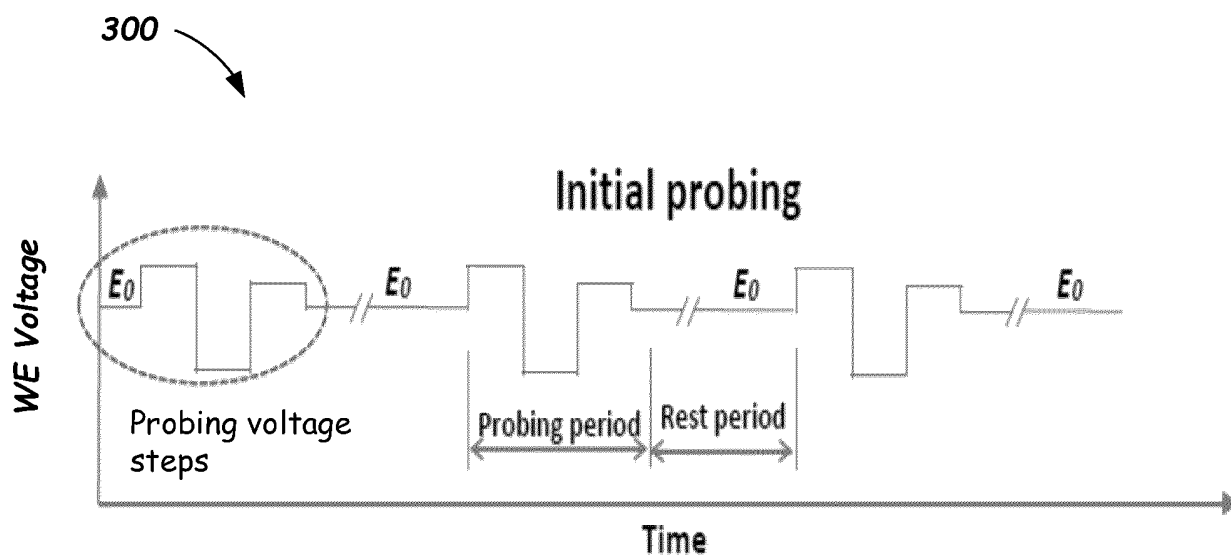 300
Initial probing
WE Voltage
E0
E0
E0
E0
Probing voltage
steps
Probing period
Rest period
Time